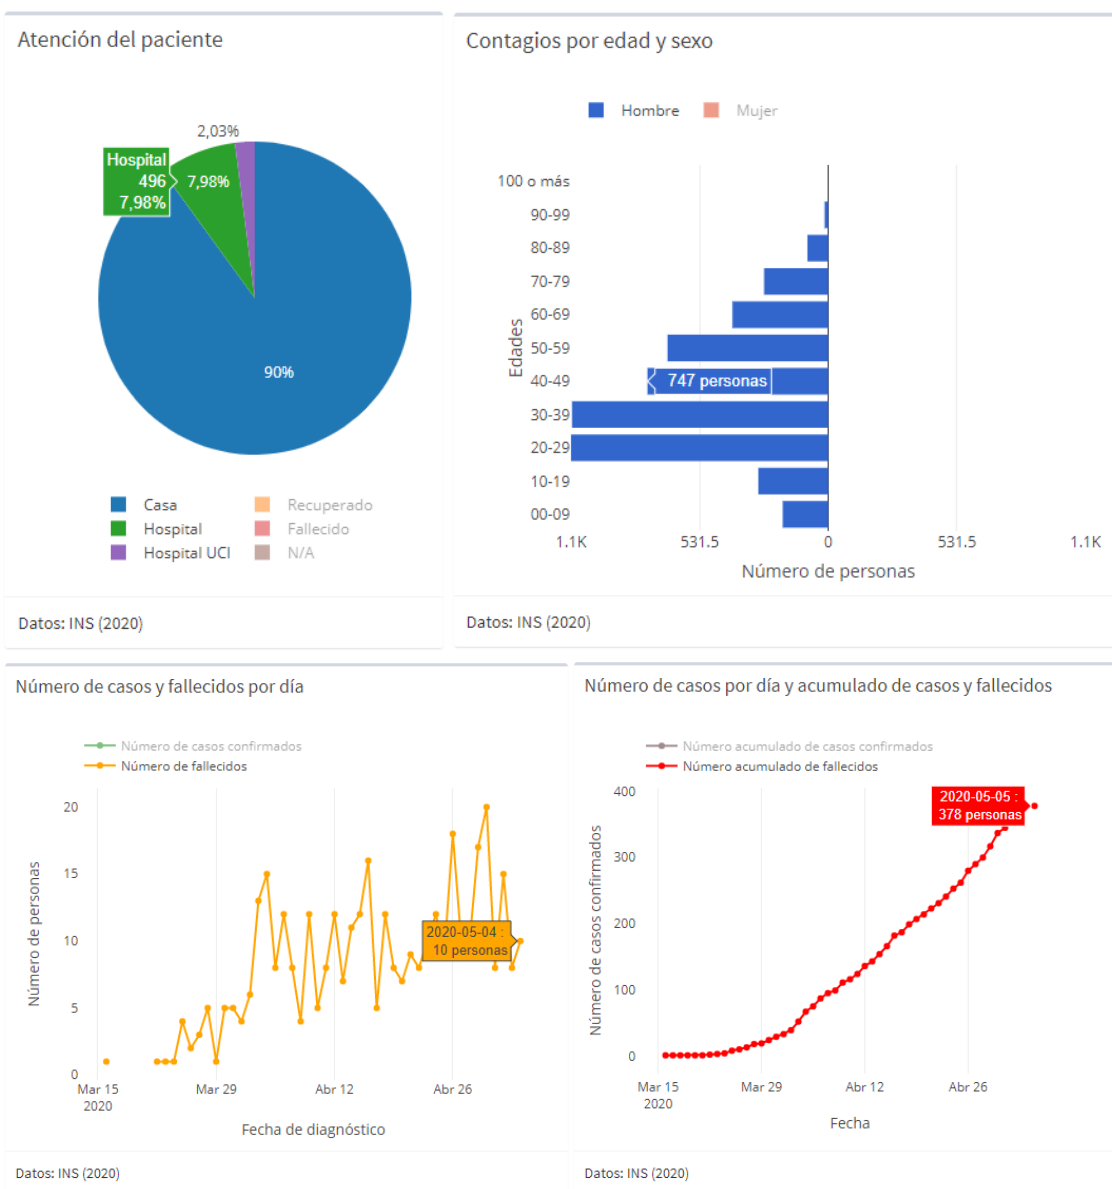 Atención del paciente
2,03%
Hospital
496
7,98%
7,98%
90%
Casa
Recuperado
Hospital
Fallecido
Hospital UCI
N/A
Datos: INS (2020)
Contagios por edad y sexo
Hombre
Mujer
Edades
100 o más
90-99
80-89
70-79
60-69
50-59
40-49
747 personas
30-39
20-29
10-19
00-09
1.1K
531.5
0
531.5
1.1K
Número de personas
Datos: INS (2020)
Número de casos y fallecidos por día
Número de casos confirmados
Número de fallecidos
Número de personas
20
15
10
5
0
2020-05-04 :
10 personas
Mar 15
2020
Mar 29
Abr 12
Abr 26
Fecha de diagnóstico
Datos: INS (2020)
Número de casos por día y acumulado de casos y fallecidos
Número acumulado de casos confirmados
Número acumulado de fallecidos
Número de casos confirmados
400
300
200
100
0
2020-05-05 :
378 personas
Mar 15
2020
Mar 29
Abr 12
Abr 26
Fecha
Datos: INS (2020)